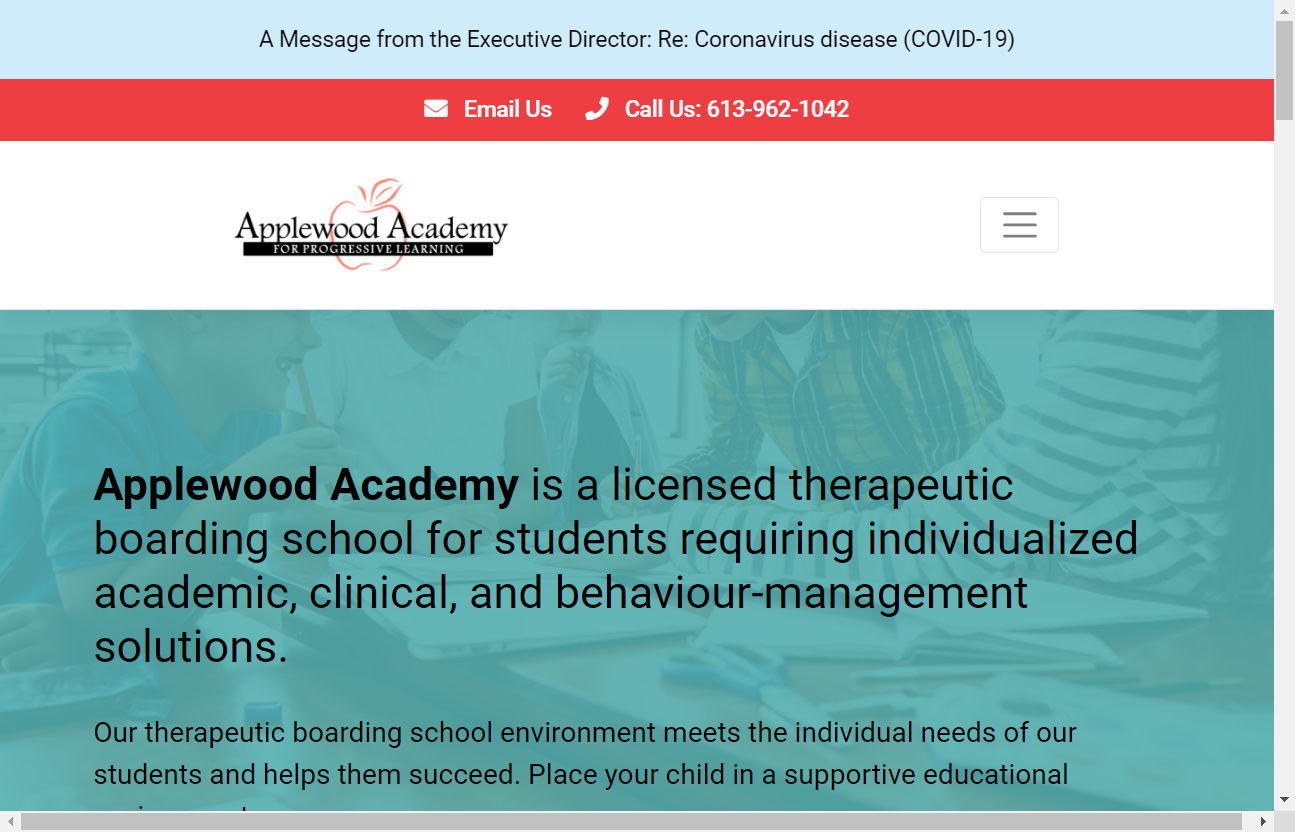 A Message from the Executive Director: Re: Coronavirus disease (COVID-19)
Email Us Call Us: 613-962-1042
Applewood Academy
FOR PROGRESSIVE LEARNING
Applewood Academy is a licensed therapeutic
boarding school for students requiring individualized
academic, clinical, and behaviour-management
solutions.
Our therapeutic boarding school environment meets the individual needs of our
students and helps them succeed. Place your child in a supportive educational